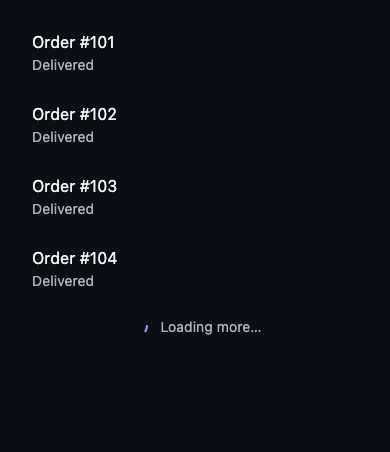 Order #101
Delivered
Order #102
Delivered
Order #103
Delivered
Order #104
Delivered
Loading more...